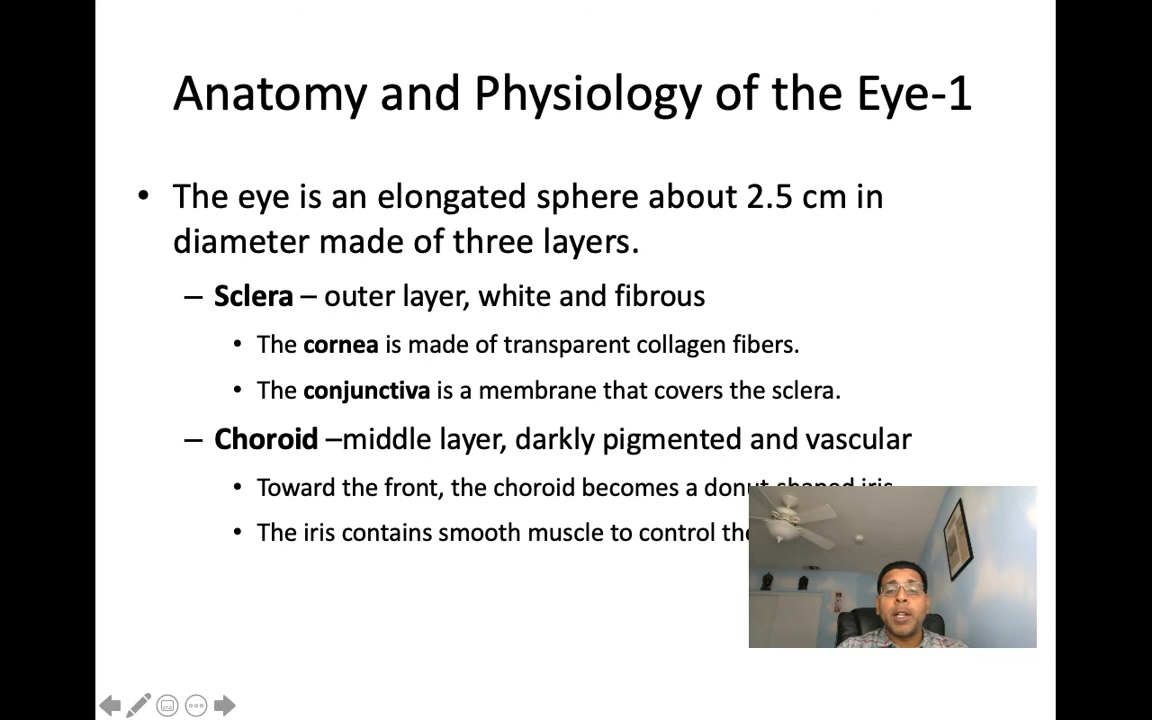 Anatomy and Physiology of the Eye-1
• The eye is an elongated sphere about 2.5 cm in
diameter made of three layers.
– Sclera – outer layer, white and fibrous
• The cornea is made of transparent collagen fibers.
• The conjunctiva is a membrane that covers the sclera.
– Choroid –middle layer, darkly pigmented and vascular
• Toward the front, the choroid becomes a donut-shaped iris.
• The iris contains smooth muscle to control the